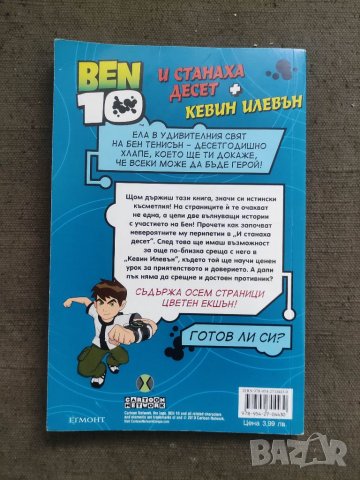 BEN
10
И СТАНАХА
ДЕСЕТ +
КЕВИН ИЛЕВЪН
ЕЛА В УДИВИТЕЛНИЯ СВЯТ
НА БЕН ТЕНИСЪН – ДЕСЕТГОДИШНО
ХЛАПЕ, КОЕТО ЩЕ ТИ ДОКАЖЕ,
ЧЕ ВСЕКИ МОЖЕ ДА БЪДЕ ГЕРОЙ!
Щом държиш тази книга, значи си истински
късметлия! На страниците ѝ те очакват
не една, а цели две вълнуващи истории
с участието на Бен! Прочети как започват
невероятните му перипетии в „И станаха
десет“. След това ще имаш възможност
за още по-близка среща с него в
„Кевин Илевън“, където той ще научи ценен
урок за приятелството и доверието. А дали
пък няма да срещне и достоен противник?
СЪДЪРЖА ОСЕМ СТРАНИЦИ
ЦВЕТЕН ЕКШЪН!
ГОТОВ ЛИ СИ?
ЕГМОНТ
CARTOON NETWORK
Цена: 3,99 лв.
BAZAR